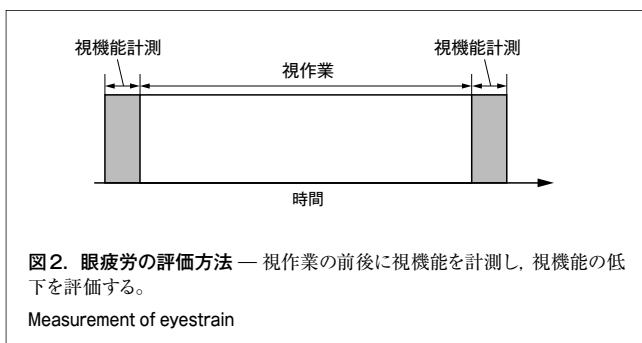 視機能計測 視機能計測
視作業
時間
図2．眼疲労の評価方法 — 視作業の前後に視機能を計測し，視機能の低
下を評価する。
Measurement of eyestrain